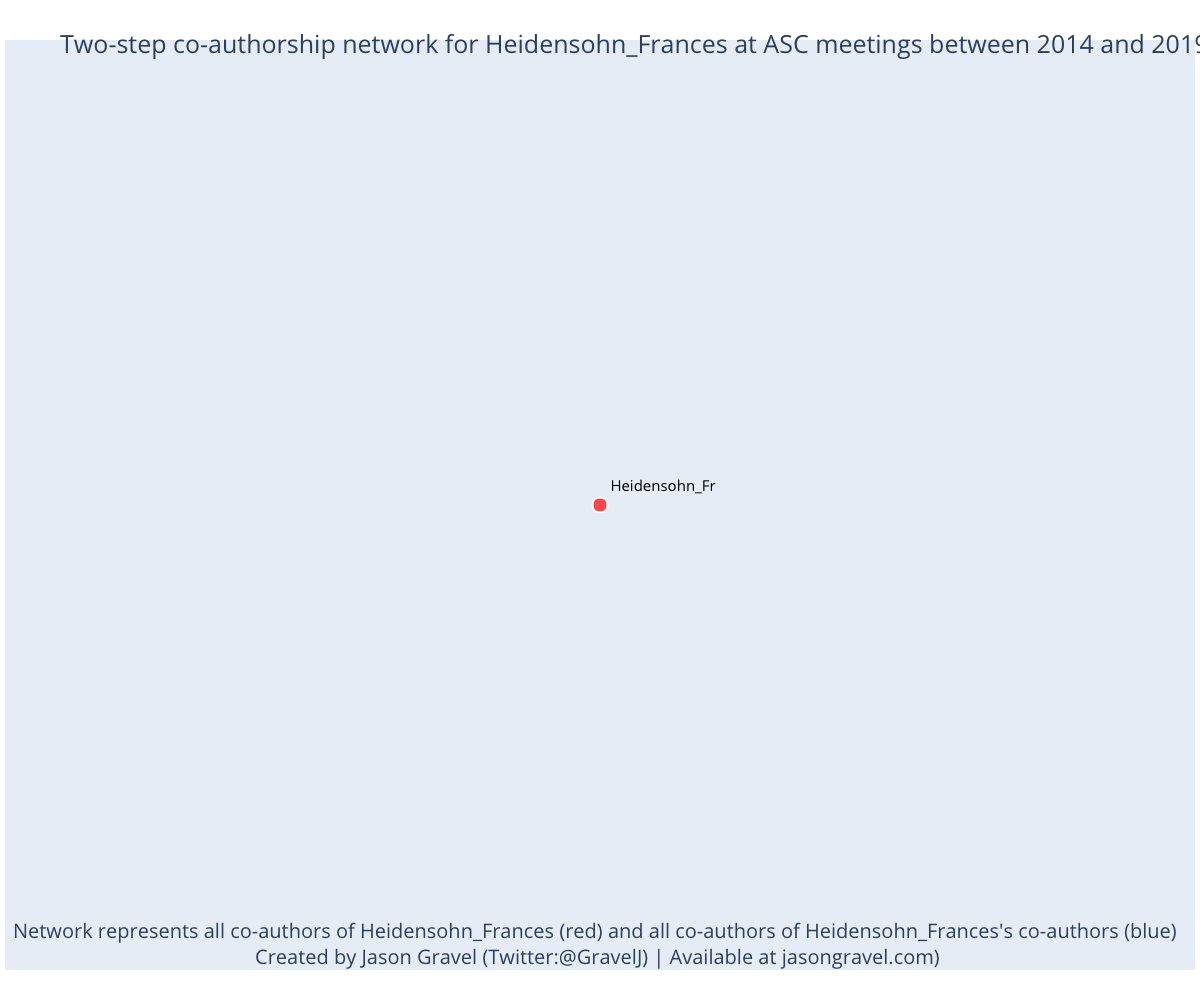 Two-step co-authorship network for Heidensohn_Frances at ASC meetings between 2014 and 2019
Heidensohn_Fr
Network represents all co-authors of Heidensohn_Frances (red) and all co-authors of Heidensohn_Frances's co-authors (blue)
Created by Jason Gravel (Twitter:@GravelJ) | Available at jasongravel.com)